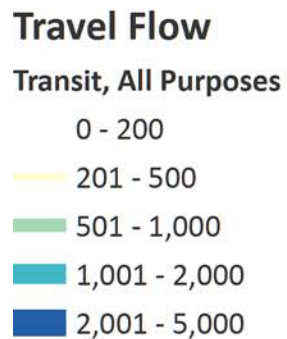 Travel Flow
Transit, All Purposes
0 - 200
201 - 500
501 - 1,000
1,001 - 2,000
2,001 - 5,000